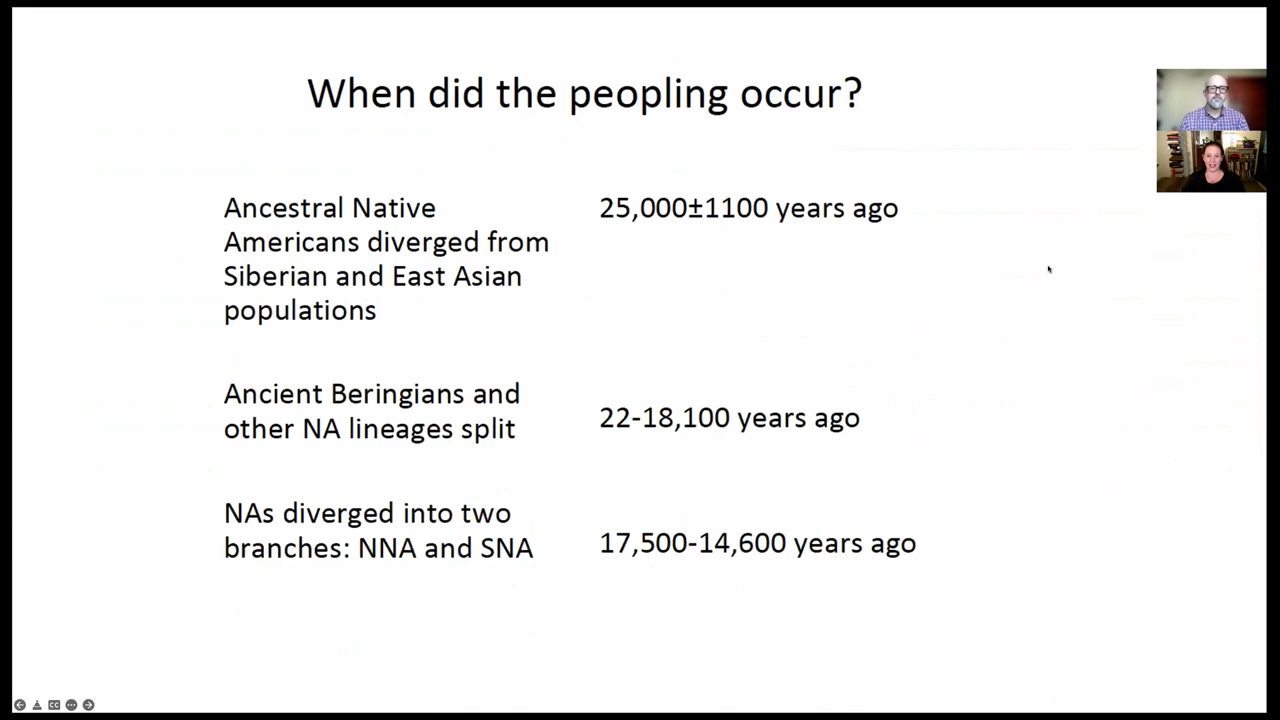 When did the peopling occur?
Ancestral Native
Americans diverged from
Siberian and East Asian
populations
25,000±1100 years ago
Ancient Beringians and
other NA lineages split
22-18,100 years ago
NAs diverged into two
branches: NNA and SNA
17,500-14,600 years ago
CC